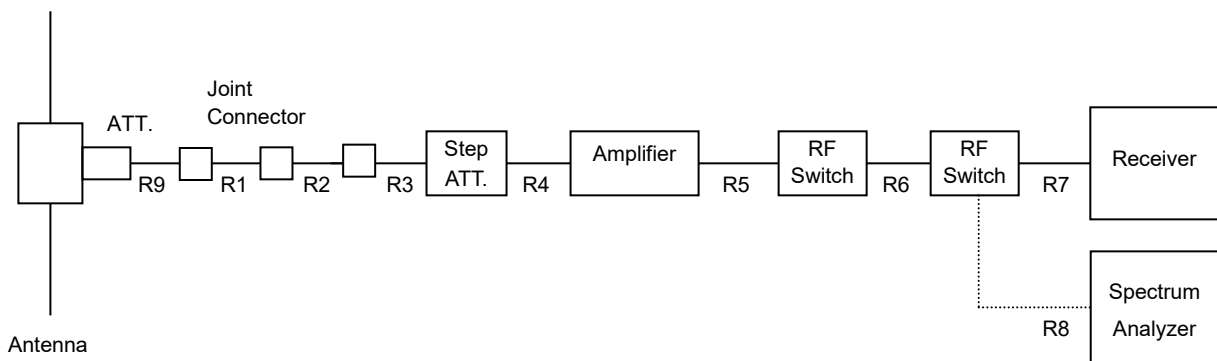 Joint
Connector
ATT.
Step
ATT.
Amplifier
RF
Switch
RF
Switch
Receiver
R9
R1
R2
R3
R4
R5
R6
R7
Spectrum
Analyzer
R8
Antenna